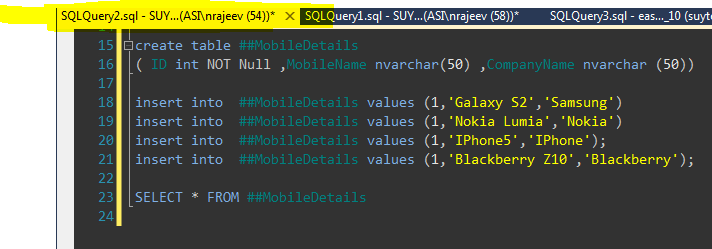 SQLQuery2.sql - SUY...(ASI\nrajeev (54))* ✕ SQLQuery1.sql - SUY...(ASI\nrajeev (58))* SQLQuery3.sql - eas..._10 (suyte
15 create table ##MobileDetails
16 ( ID int NOT Null ,MobileName nvarchar(50) ,CompanyName nvarchar (50))
17
18 insert into ##MobileDetails values (1,'Galaxy S2','Samsung')
19 insert into ##MobileDetails values (1,'Nokia Lumia','Nokia')
20 insert into ##MobileDetails values (1,'IPhone5','IPhone');
21 insert into ##MobileDetails values (1,'Blackberry Z10','Blackberry');
22
23 SELECT * FROM ##MobileDetails
24